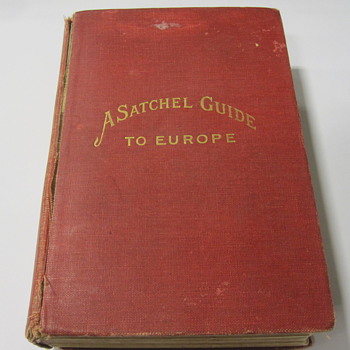 A SATCHEL GUIDE
TO EUROPE